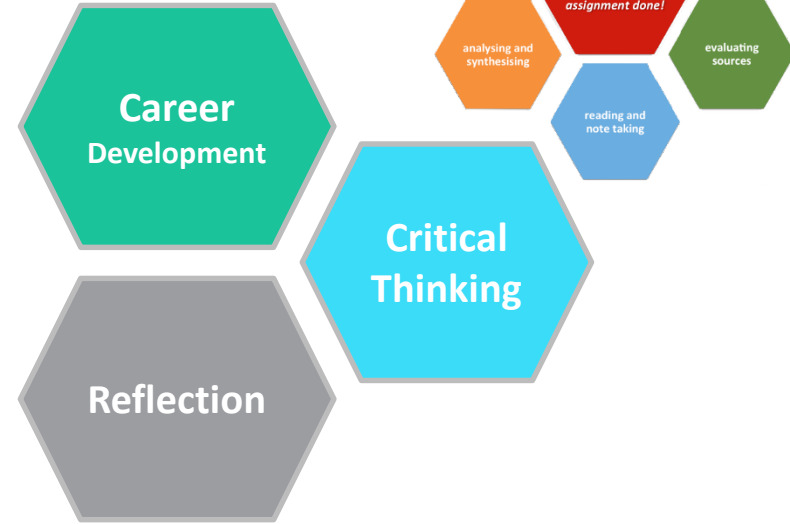 assignment done!
analysing and
synthesising
evaluating
sources
reading and
note taking
Career
Development
Critical
Thinking
Reflection